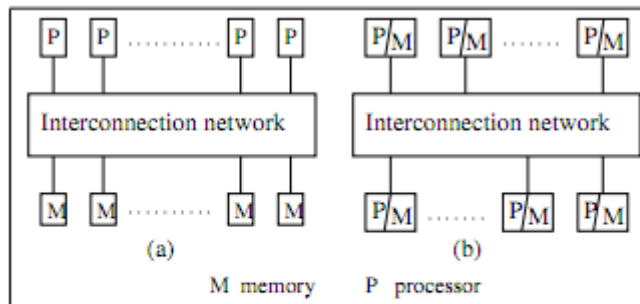 P P ........... P P P/M P/M ....... P/M
Interconnection network Interconnection network
M M .......... M M P/M ....... P/M P/M
(a) (b)
M memory P processor